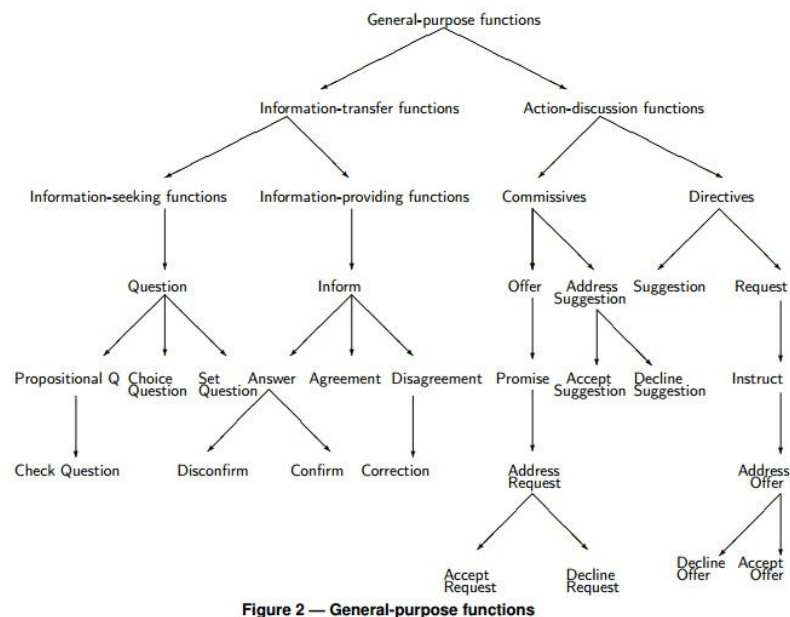 General-purpose functions
Information-transfer functions
Action-discussion functions
Information-seeking functions
Information-providing functions
Commissives
Directives
Question
Inform
Offer
Address
Suggestion
Suggestion
Request
Propositional Q
Choice
Question
Set
Question
Answer
Agreement
Disagreement
Promise
Accept
Suggestion
Decline
Suggestion
Instruct
Check Question
Disconfirm
Confirm
Correction
Address
Request
Address
Offer
Accept
Request
Decline
Request
Decline
Offer
Accept
Offer
Figure 2 — General-purpose functions